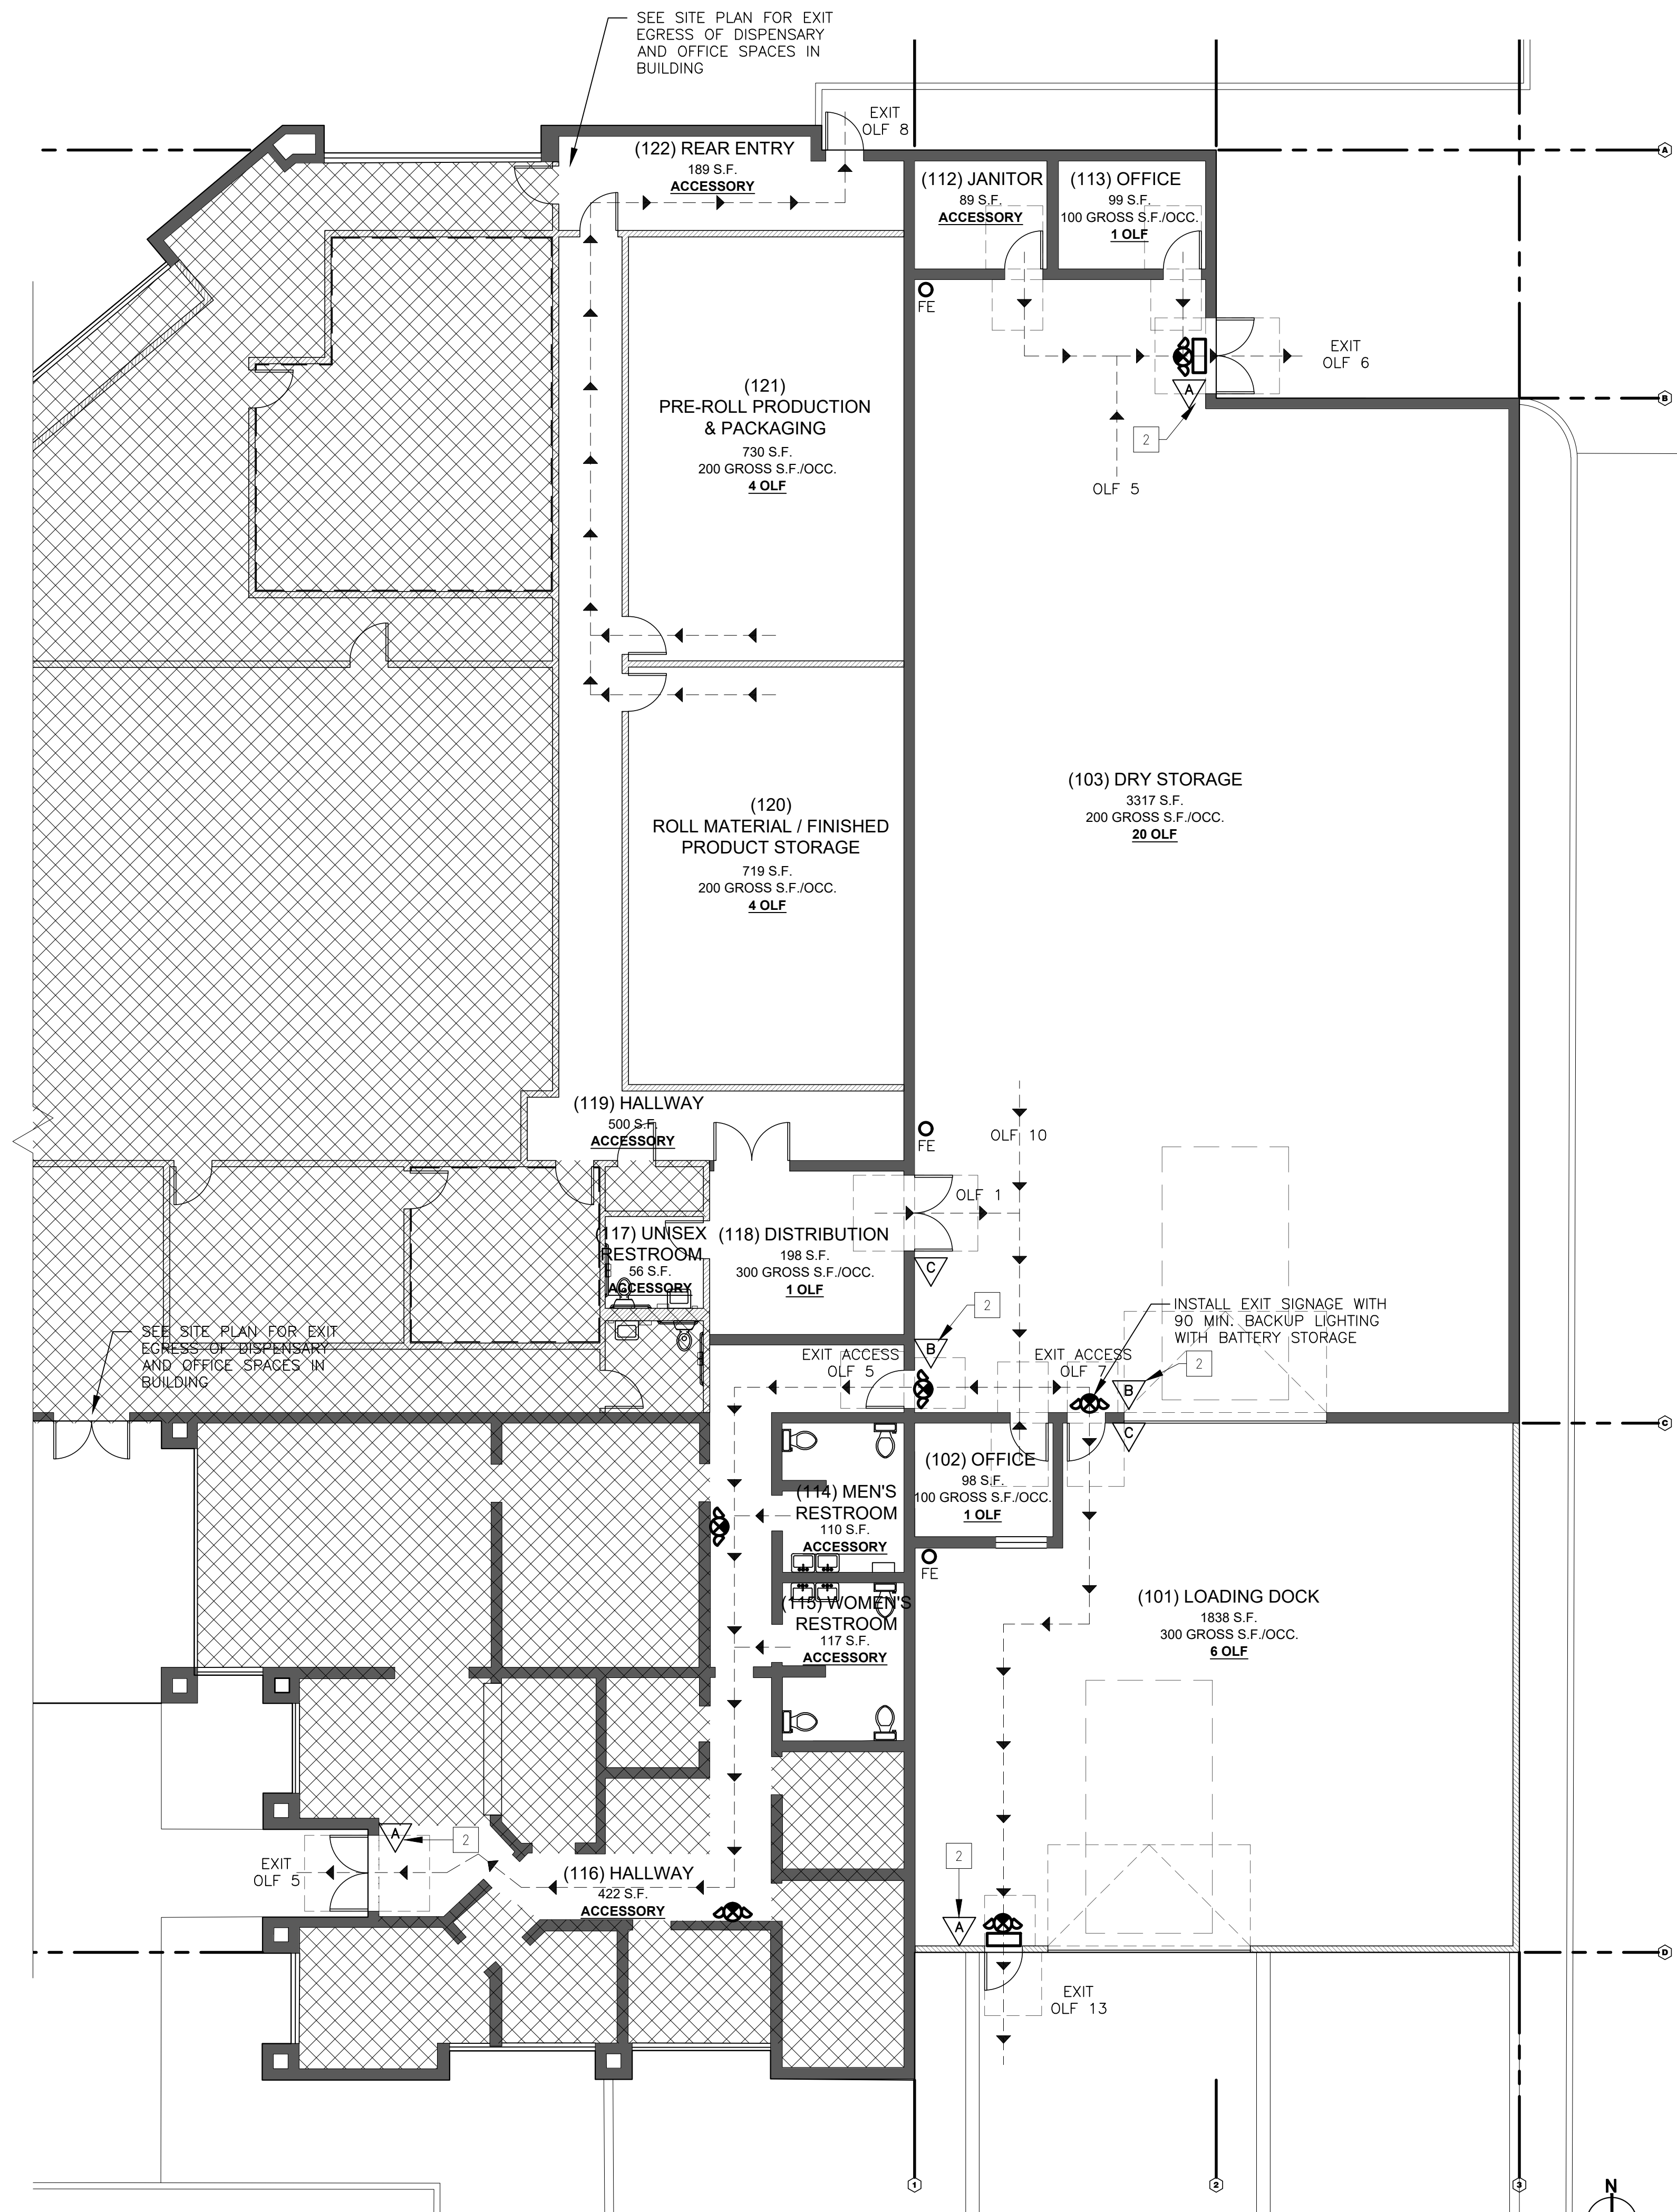 SEE SITE PLAN FOR EXIT
EGRESS OF DISPENSARY
AND OFFICE SPACES IN
BUILDING
EXIT
OLF 8
(122) REAR ENTRY
189 S.F.
ACCESSORY
(112) JANITOR
89 S.F.
ACCESSORY
(113) OFFICE
99 S.F.
100 GROSS S.F./OCC.
1 OLF
A
FE
EXIT
OLF 6
A
2
B
OLF 5
(121)
PRE-ROLL PRODUCTION
& PACKAGING
730 S.F.
200 GROSS S.F./OCC.
4 OLF
(103) DRY STORAGE
3317 S.F.
200 GROSS S.F./OCC.
20 OLF
(120)
ROLL MATERIAL / FINISHED
PRODUCT STORAGE
719 S.F.
200 GROSS S.F./OCC.
4 OLF
(119) HALLWAY
500 S.F.
ACCESSORY
FE
OLF 10
OLF 1
(117) UNISEX
RESTROOM
56 S.F.
ACCESSORY
(118) DISTRIBUTION
198 S.F.
300 GROSS S.F./OCC.
1 OLF
C
2
B
INSTALL EXIT SIGNAGE WITH
90 MIN. BACKUP LIGHTING
WITH BATTERY STORAGE
SEE SITE PLAN FOR EXIT
EGRESS OF DISPENSARY
AND OFFICE SPACES IN
BUILDING
EXIT ACCESS
OLF 5
EXIT ACCESS
OLF 7
2
B
C
C
(102) OFFICE
98 S.F.
100 GROSS S.F./OCC.
1 OLF
(114) MEN'S
RESTROOM
110 S.F.
ACCESSORY
FE
(115) WOMEN'S
RESTROOM
117 S.F.
ACCESSORY
(101) LOADING DOCK
1838 S.F.
300 GROSS S.F./OCC.
6 OLF
A
2
EXIT
OLF 5
(116) HALLWAY
422 S.F.
ACCESSORY
2
A
D
EXIT
OLF 13
1
2
3
N